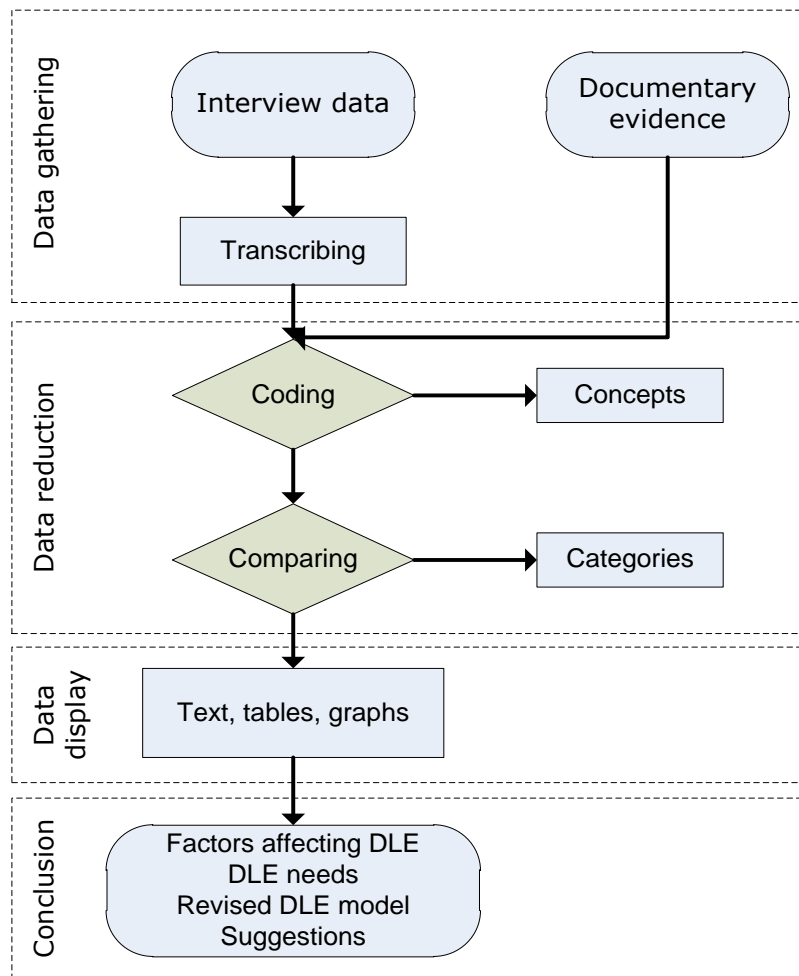 Data gathering
Interview data
Documentary
evidence
Transcribing
Data reduction
Coding
Concepts
Comparing
Categories
Data
display
Text, tables, graphs
Conclusion
Factors affecting DLE
DLE needs
Revised DLE model
Suggestions